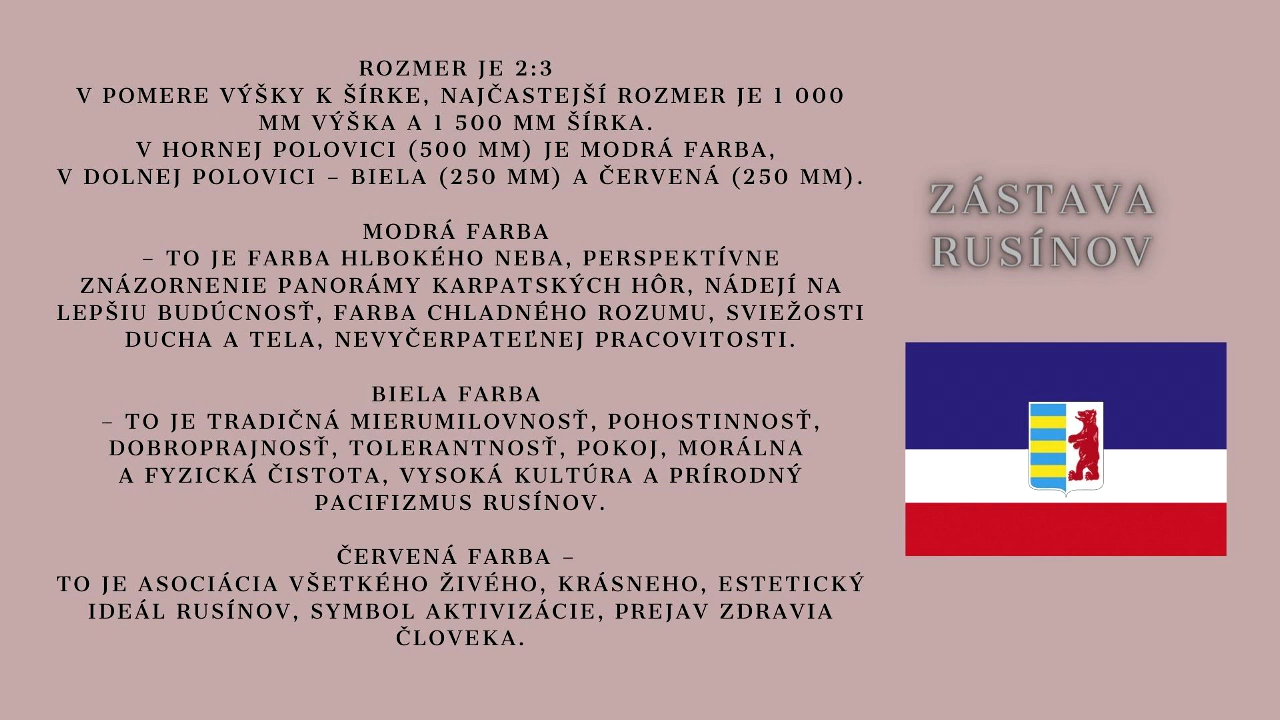 ROZMER JE 2:3
V POMERE VÝŠKY K ŠÍRKE, NAJČASTEJŠÍ ROZMER JE 1 000
MM VÝŠKA A 1 500 MM ŠÍRKA.
V HORNEJ POLOVICI (500 MM) JE MODRÁ FARBA,
V DOLNEJ POLOVICI – BIELA (250 MM) A ČERVENÁ (250 MM).
MODRÁ FARBA
– TO JE FARBA HLBOKÉHO NEBA, PERSPEKTÍVNE
ZNÁZORNENIE PANORÁMY KARPATSKÝCH HÔR, NÁDEJÍ NA
LEPŠIU BUDÚCNOSŤ, FARBA CHLADNÉHO ROZUMU, SVIEŽOSTI
DUCHA A TELA, NEVYČERPATEĽNEJ PRACOVITOSTI.
BIELA FARBA
– TO JE TRADIČNÁ MIERUMILOVNOSŤ, POHOSTINNOSŤ,
DOBROPRAJNOSŤ, TOLERANTNOSŤ, POKOJ, MORÁLNA
A FYZICKÁ ČISTOTA, VYSOKÁ KULTÚRA A PRÍRODNÝ
PACIFIZMUS RUSÍNOV.
ČERVENÁ FARBA –
TO JE ASOCIÁCIA VŠETKÉHO ŽIVÉHO, KRÁSNEHO, ESTETICKÝ
IDEÁL RUSÍNOV, SYMBOL AKTIVIZÁCIE, PREJAV ZDRAVIA
ČLOVEKA.
ZÁSTAVA
RUSÍNOV